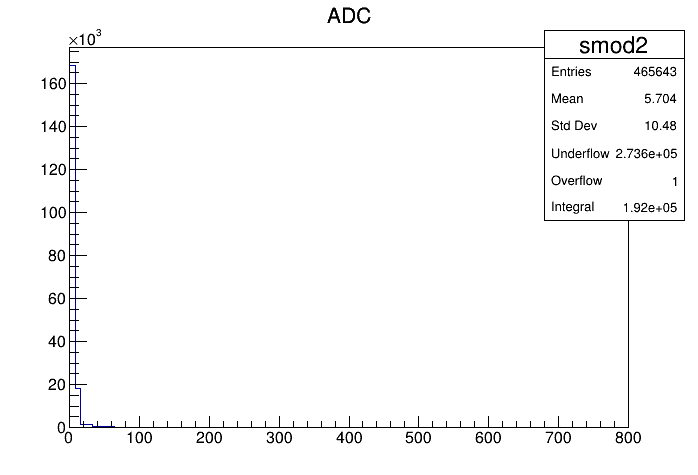 ADC
×10³
smod2
Entries 465643
Mean 5.704
Std Dev 10.48
Underflow 2.736e+05
Overflow 1
Integral 1.92e+05
160
140
120
100
80
60
40
20
0
0 100 200 300 400 500 600 700 800